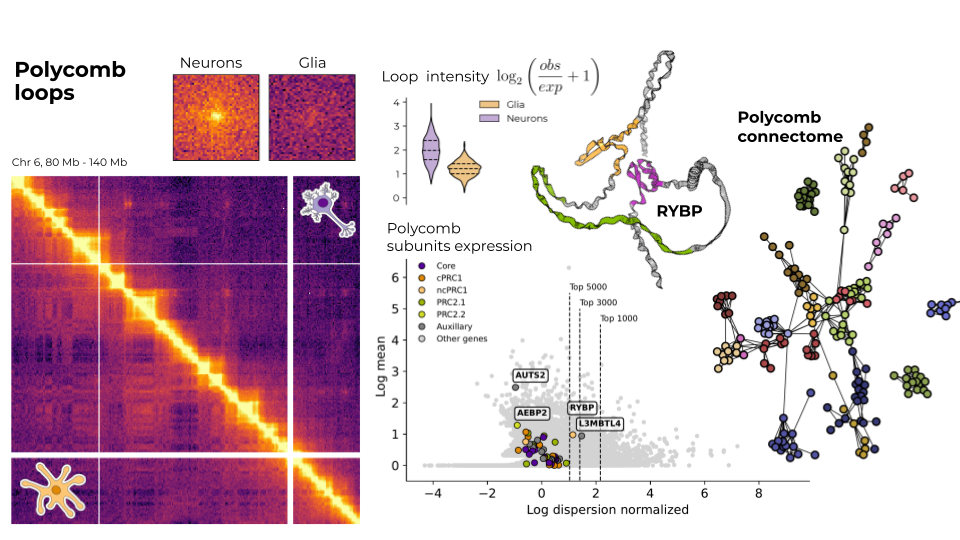 Polycomb
loops
Neurons
Glia
Chr 6, 80 Mb - 140 Mb
Loop intensity log₂(obs/exp + 1)
4
3
2
1
0
Glia
Neurons
RYBP
Polycomb
connectome
Polycomb
subunits expression
Core
cPRC1
ncPRC1
PRC2.1
PRC2.2
Auxillary
Other genes
Top 5000
Top 3000
Top 1000
AUTS2
AEBP2
RYBP
L3MBTL4
Log mean
6
5
4
3
2
1
0
−4 −2 0 2 4 6 8
Log dispersion normalized